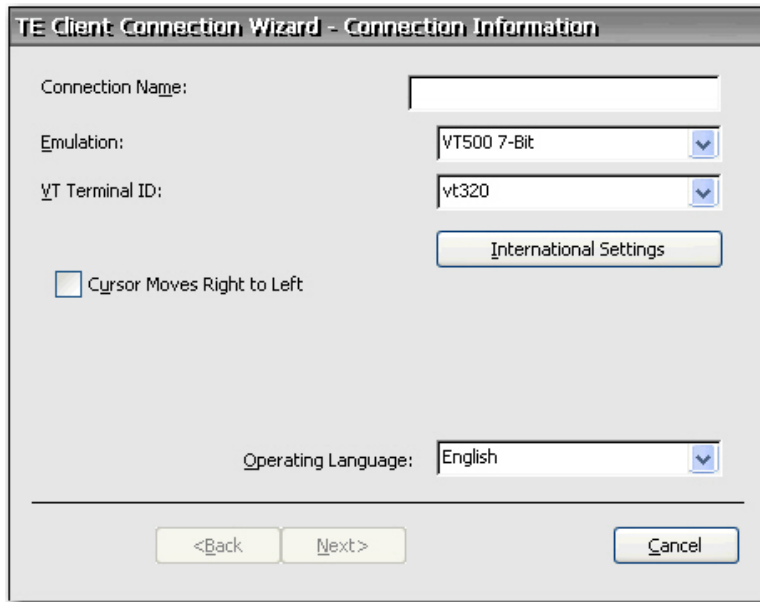 TE Client Connection Wizard - Connection Information
Connection Name:
Emulation: VT500 7-Bit
VT Terminal ID: vt320
International Settings
Cursor Moves Right to Left
Operating Language: English
<Back Next> Cancel